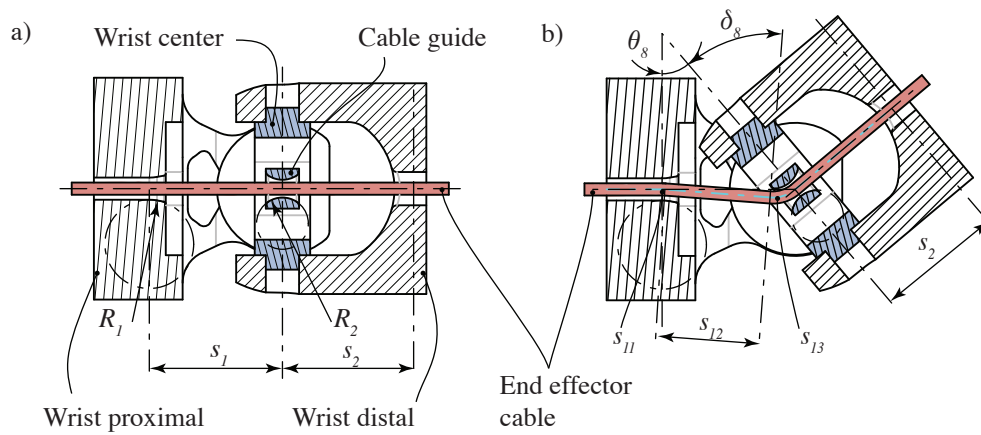 a)
Wrist center
Cable guide
b)
θ₈
δ₈
R₁
R₂
s₁
s₂
s₁₁
s₁₂
s₁₃
s₂
Wrist proximal
Wrist distal
End effector
cable